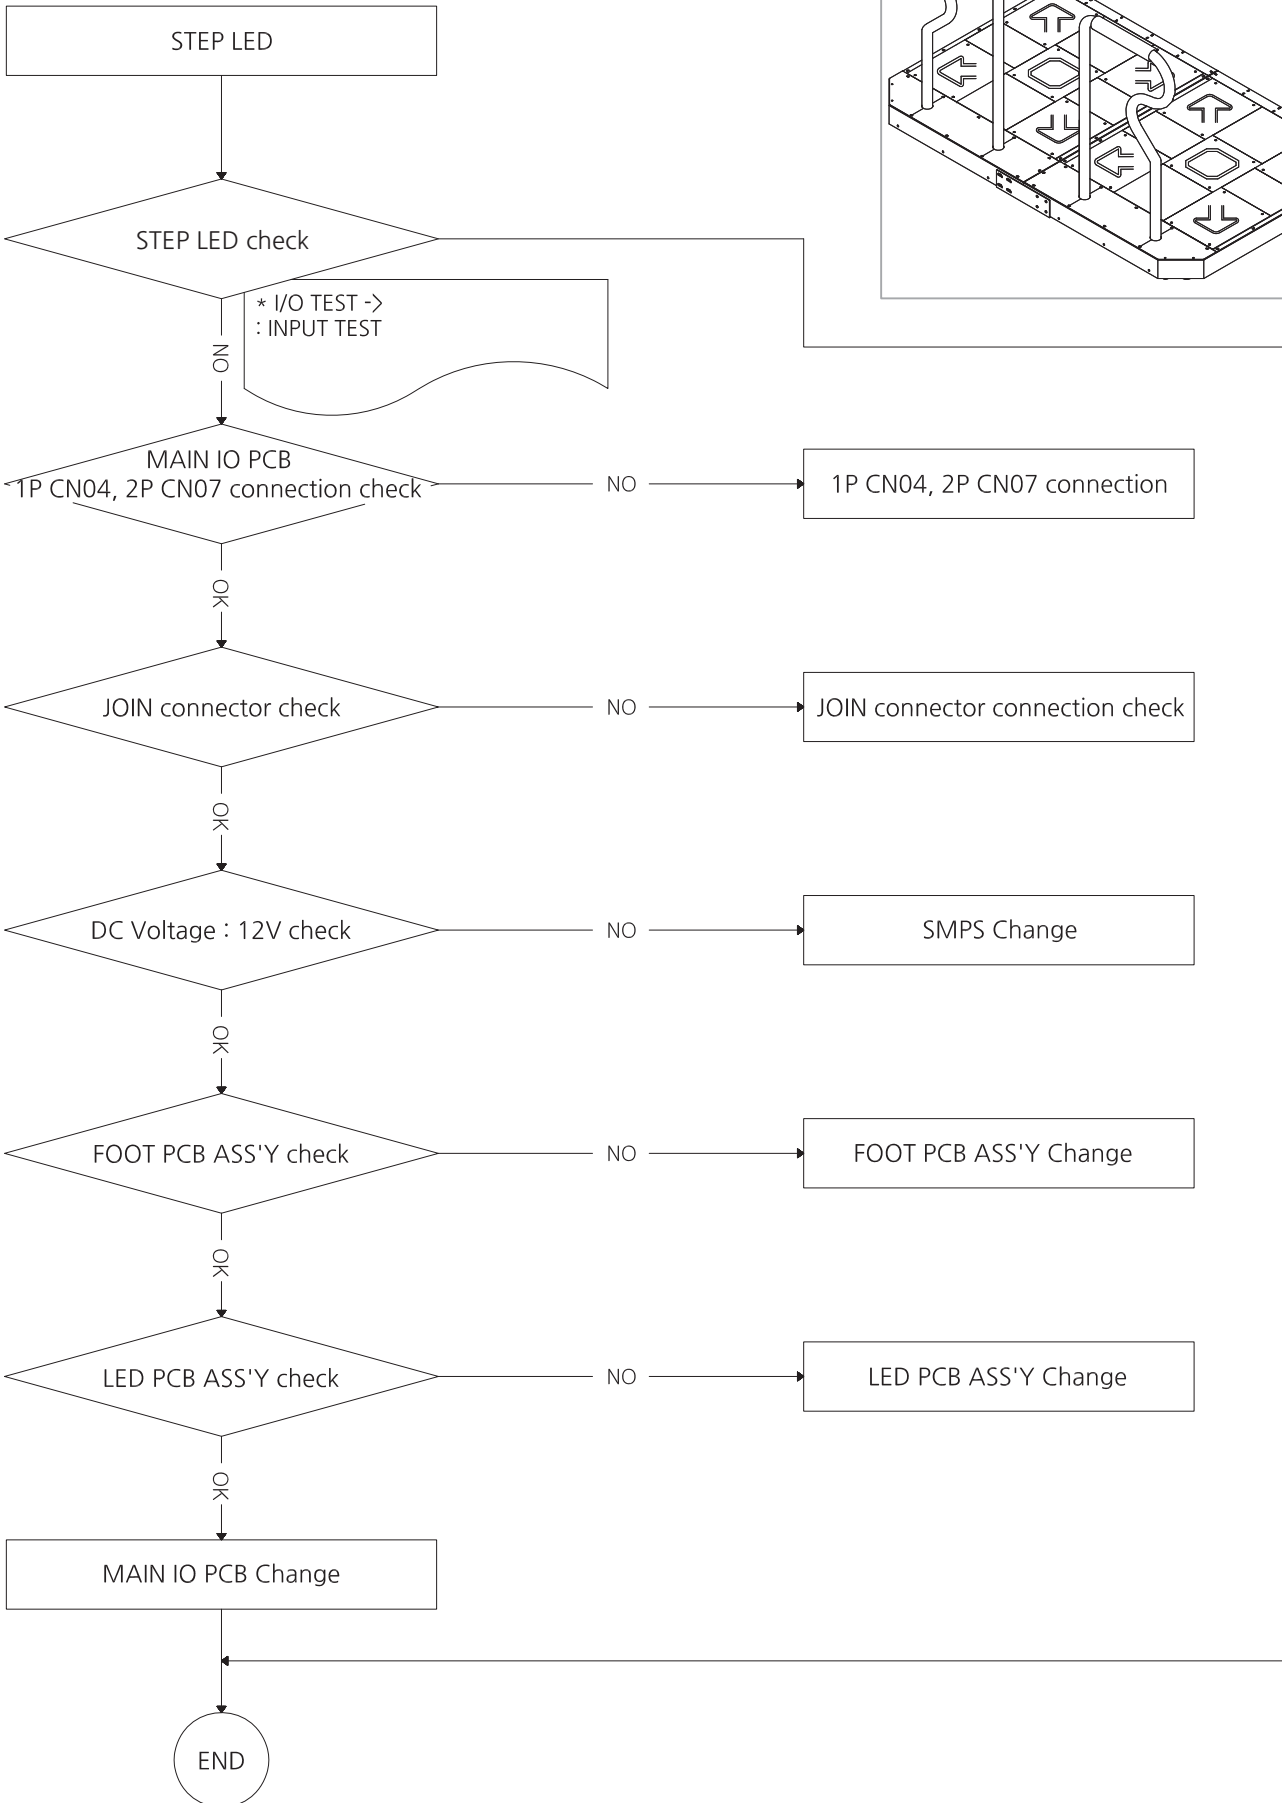 STEP LED
STEP LED check
* I/O TEST ->
: INPUT TEST
NO
MAIN IO PCB
1P CN04, 2P CN07 connection check
NO
1P CN04, 2P CN07 connection
OK
JOIN connector check
NO
JOIN connector connection check
OK
DC Voltage : 12V check
NO
SMPS Change
OK
FOOT PCB ASS'Y check
NO
FOOT PCB ASS'Y Change
OK
LED PCB ASS'Y check
NO
LED PCB ASS'Y Change
OK
MAIN IO PCB Change
END